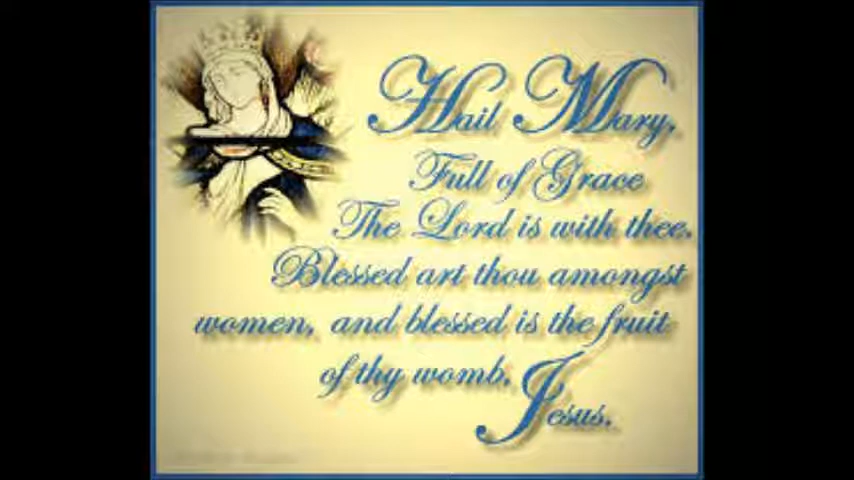 Hail Mary,
Full of Grace
The Lord is with thee.
Blessed art thou amongst
women, and blessed is the fruit
of thy womb,
Jesus.